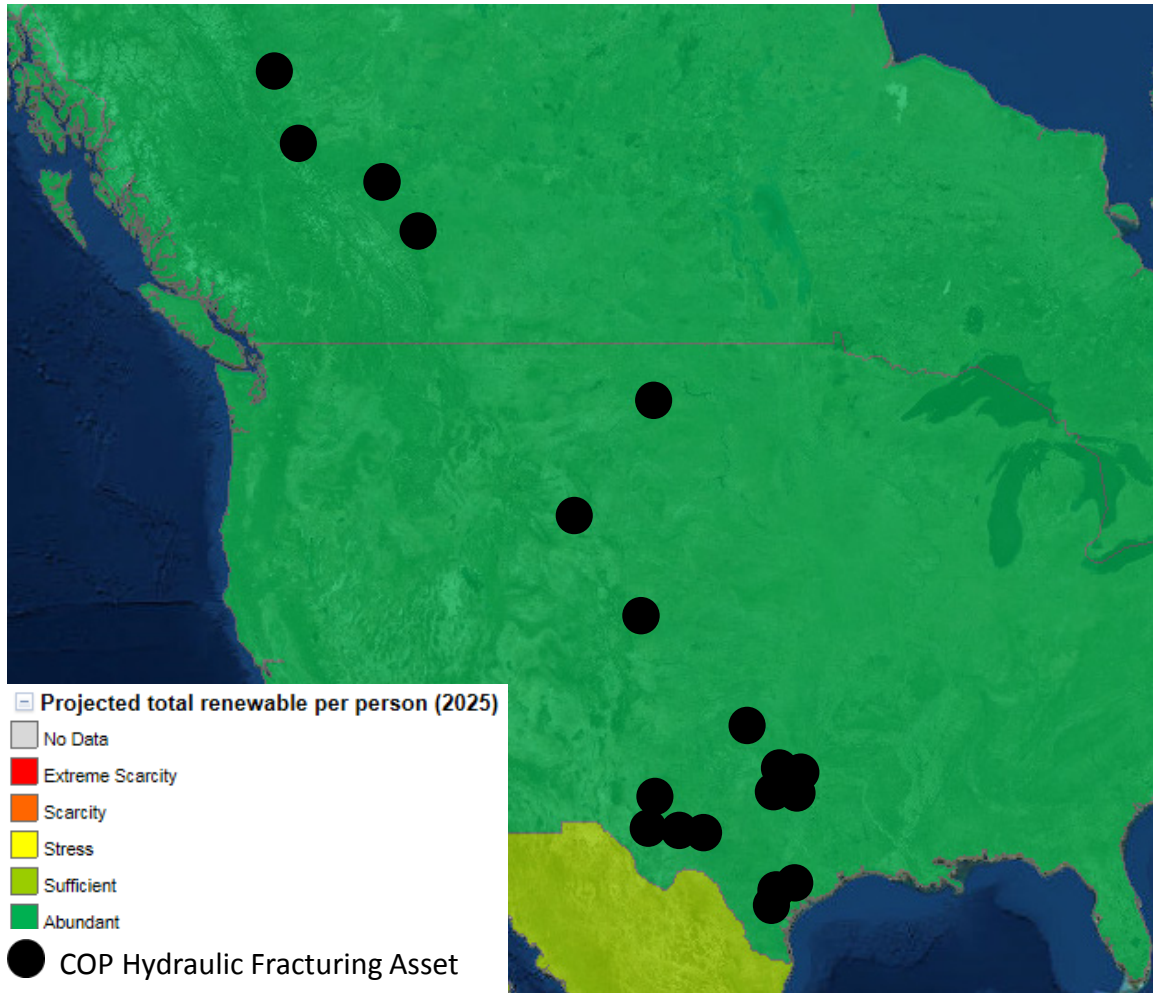 Projected total renewable per person (2025)
No Data
Extreme Scarcity
Scarcity
Stress
Sufficient
Abundant
COP Hydraulic Fracturing Asset